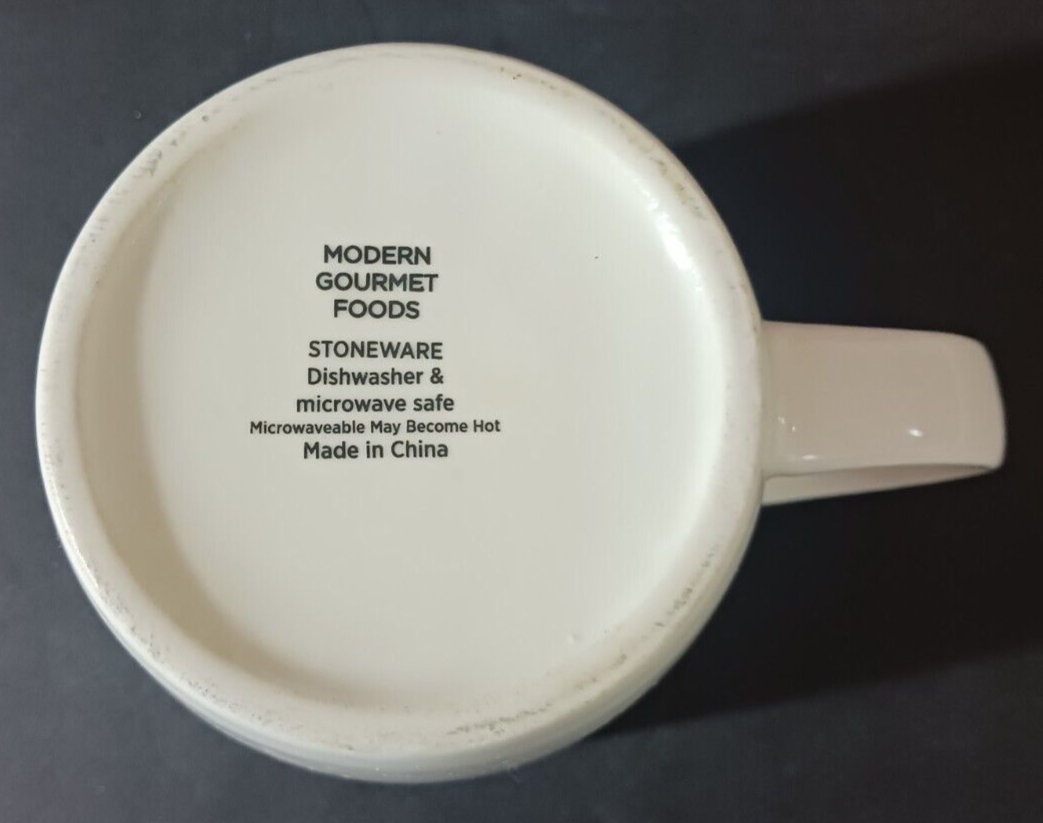 MODERN
GOURMET
FOODS
STONEWARE
Dishwasher &
microwave safe
Microwaveable May Become Hot
Made in China